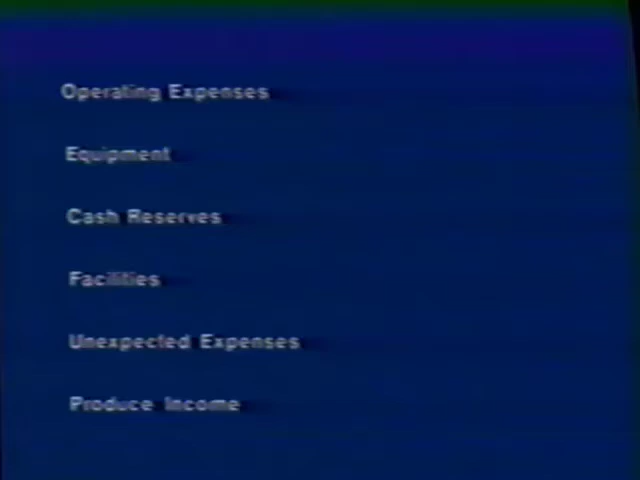 Operating Expenses
Equipment
Cash Reserves
Facilities
Unexpected Expenses
Produce Income